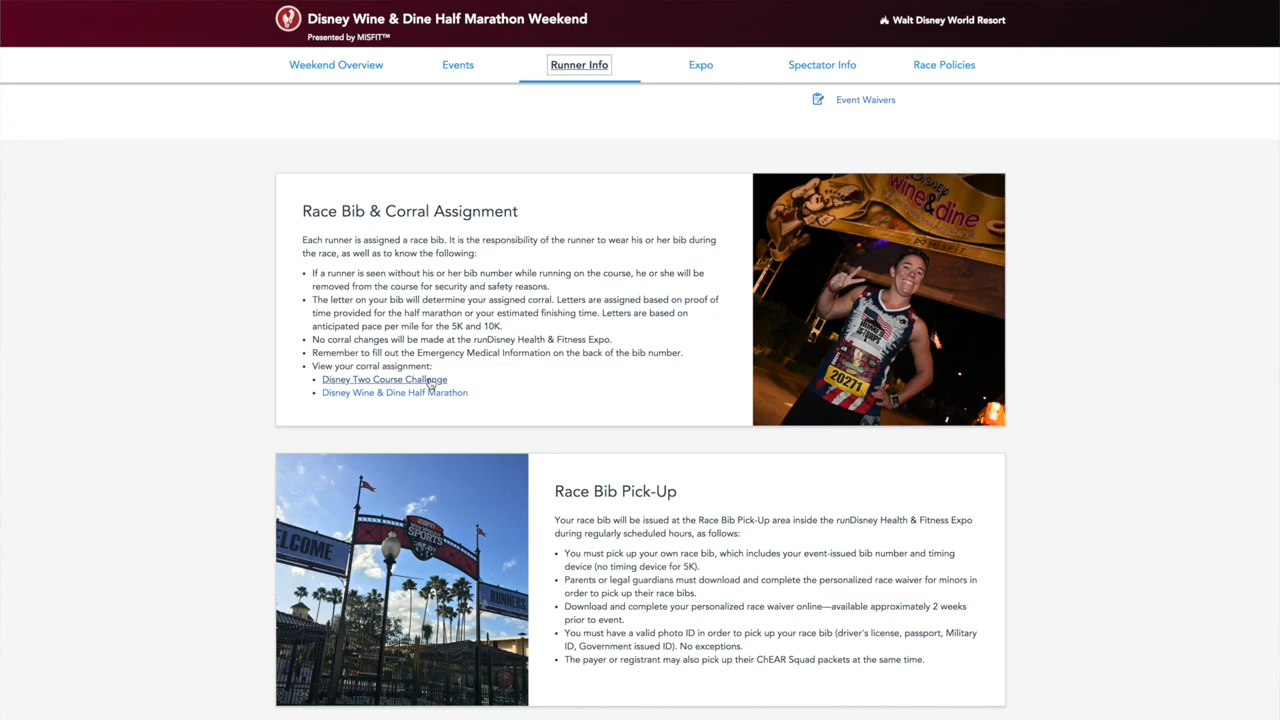 Disney Wine & Dine Half Marathon Weekend
Presented by MISFIT™
Walt Disney World Resort
Weekend Overview
Events
Runner Info
Expo
Spectator Info
Race Policies
Event Waivers
Race Bib & Corral Assignment
Each runner is assigned a race bib. It is the responsibility of the runner to wear his or her bib during
the race, as well as to know the following:
• If a runner is seen without his or her bib number while running on the course, he or she will be
removed from the course for security and safety reasons.
• The letter on your bib will determine your assigned corral. Letters are assigned based on proof of
time provided for the half marathon or your estimated finishing time. Letters are based on
anticipated pace per mile for the 5K and 10K.
• No corral changes will be made at the runDisney Health & Fitness Expo.
• Remember to fill out the Emergency Medical Information on the back of the bib number.
• View your corral assignment:
• Disney Two Course Challenge
• Disney Wine & Dine Half Marathon
Disney
wine & dine
MISFIT
20271
WELCOME
SPORTS
RUNNERS
Race Bib Pick-Up
Your race bib will be issued at the Race Bib Pick-Up area inside the runDisney Health & Fitness Expo
during regularly scheduled hours, as follows:
• You must pick up your own race bib, which includes your event-issued bib number and timing
device (no timing device for 5K).
• Parents or legal guardians must download and complete the personalized race waiver for minors in
order to pick up their race bibs.
• Download and complete your personalized race waiver online—available approximately 2 weeks
prior to event.
• You must have a valid photo ID in order to pick up your race bib (driver's license, passport, Military
ID, Government issued ID). No exceptions.
• The payer or registrant may also pick up their ChEAR Squad packets at the same time.